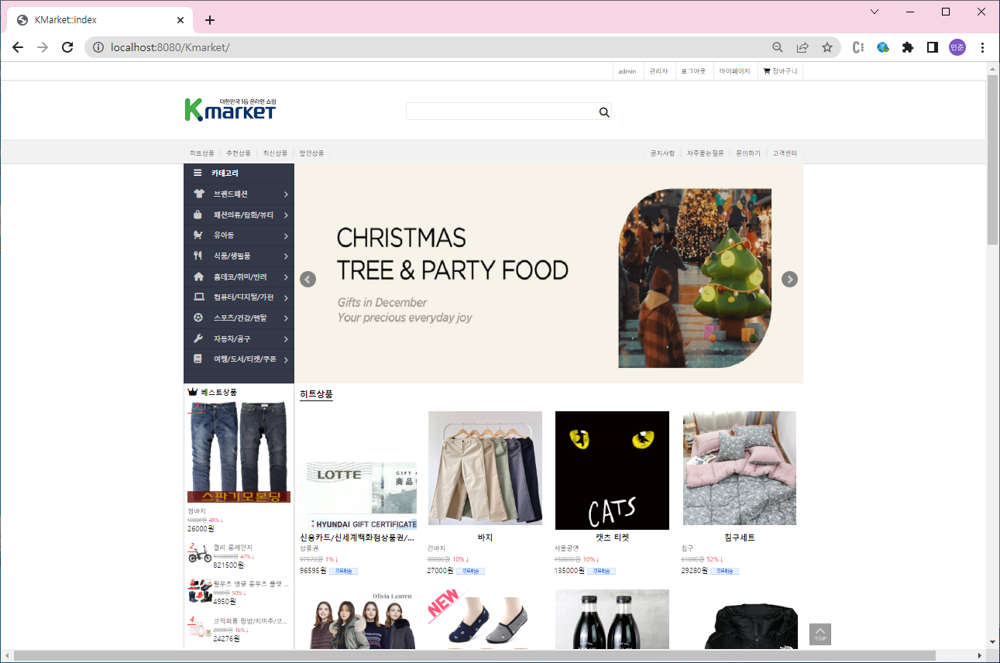 KMarket::index
localhost:8080/Kmarket/
민준
admin
관리자
로그아웃
마이페이지
장바구니
대한민국 1등 온라인 쇼핑
Kmarket
히트상품
추천상품
최신상품
할인상품
공지사항
자주묻는질문
문의하기
고객센터
카테고리
브랜드패션
패션의류/잡화/뷰티
유아동
식품/생필품
홈데코/취미/반려
컴퓨터/디지털/가전
스포츠/건강/렌탈
자동차/공구
여행/도서/티켓/쿠폰
CHRISTMAS
TREE & PARTY FOOD
Gifts in December
Your precious everyday joy
베스트상품
스판기모본딩
청바지
50000원 48%↓
26000원
2
퀄리 롱레인지
1550000원 47%↓
821500원
털부츠 앵클 롱부츠 플랫 ...
9900원 50%↓
4950원
4
코익퍼퓸 랑방/지미추/코...
28900원 16%↓
24276원
히트상품
LOTTE
GIFT
商品
HYUNDAI GIFT CERTIFICATE
신용카드/신세계백화점상품권/...
상품권
97570원 1%↓
96595원 무료배송
바지
긴바지
30000원 10%↓
27000원 무료배송
CATS
캣츠 티켓
서울공연
150000원 10%↓
135000원 무료배송
침구세트
침구
61000원 52%↓
29280원 무료배송
Olivia Lauren
NEW
TOP